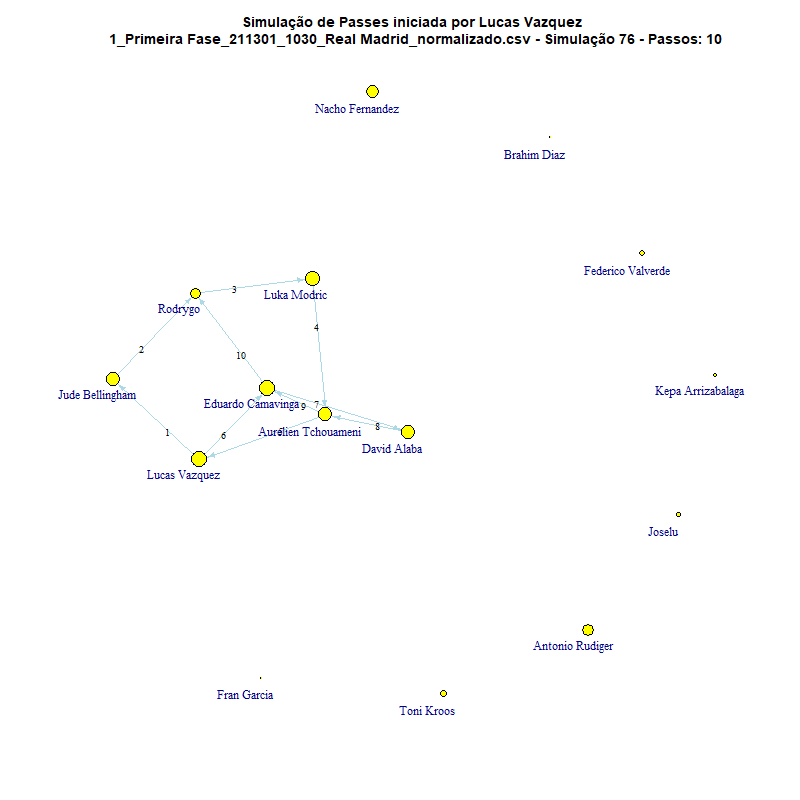 Simulação de Passes iniciada por Lucas Vazquez
1_Primeira Fase_211301_1030_Real Madrid_normalizado.csv - Simulação 76 - Passos: 10
Nacho Fernandez
Brahim Diaz
Federico Valverde
3
Luka Modric
Rodrygo
4
2
10
Kepa Arrizabalaga
Jude Bellingham
Eduardo Camavinga
9
7
1
6
8
Aurélien Tchouameni
David Alaba
Lucas Vazquez
Joselu
Antonio Rudiger
Fran Garcia
Toni Kroos